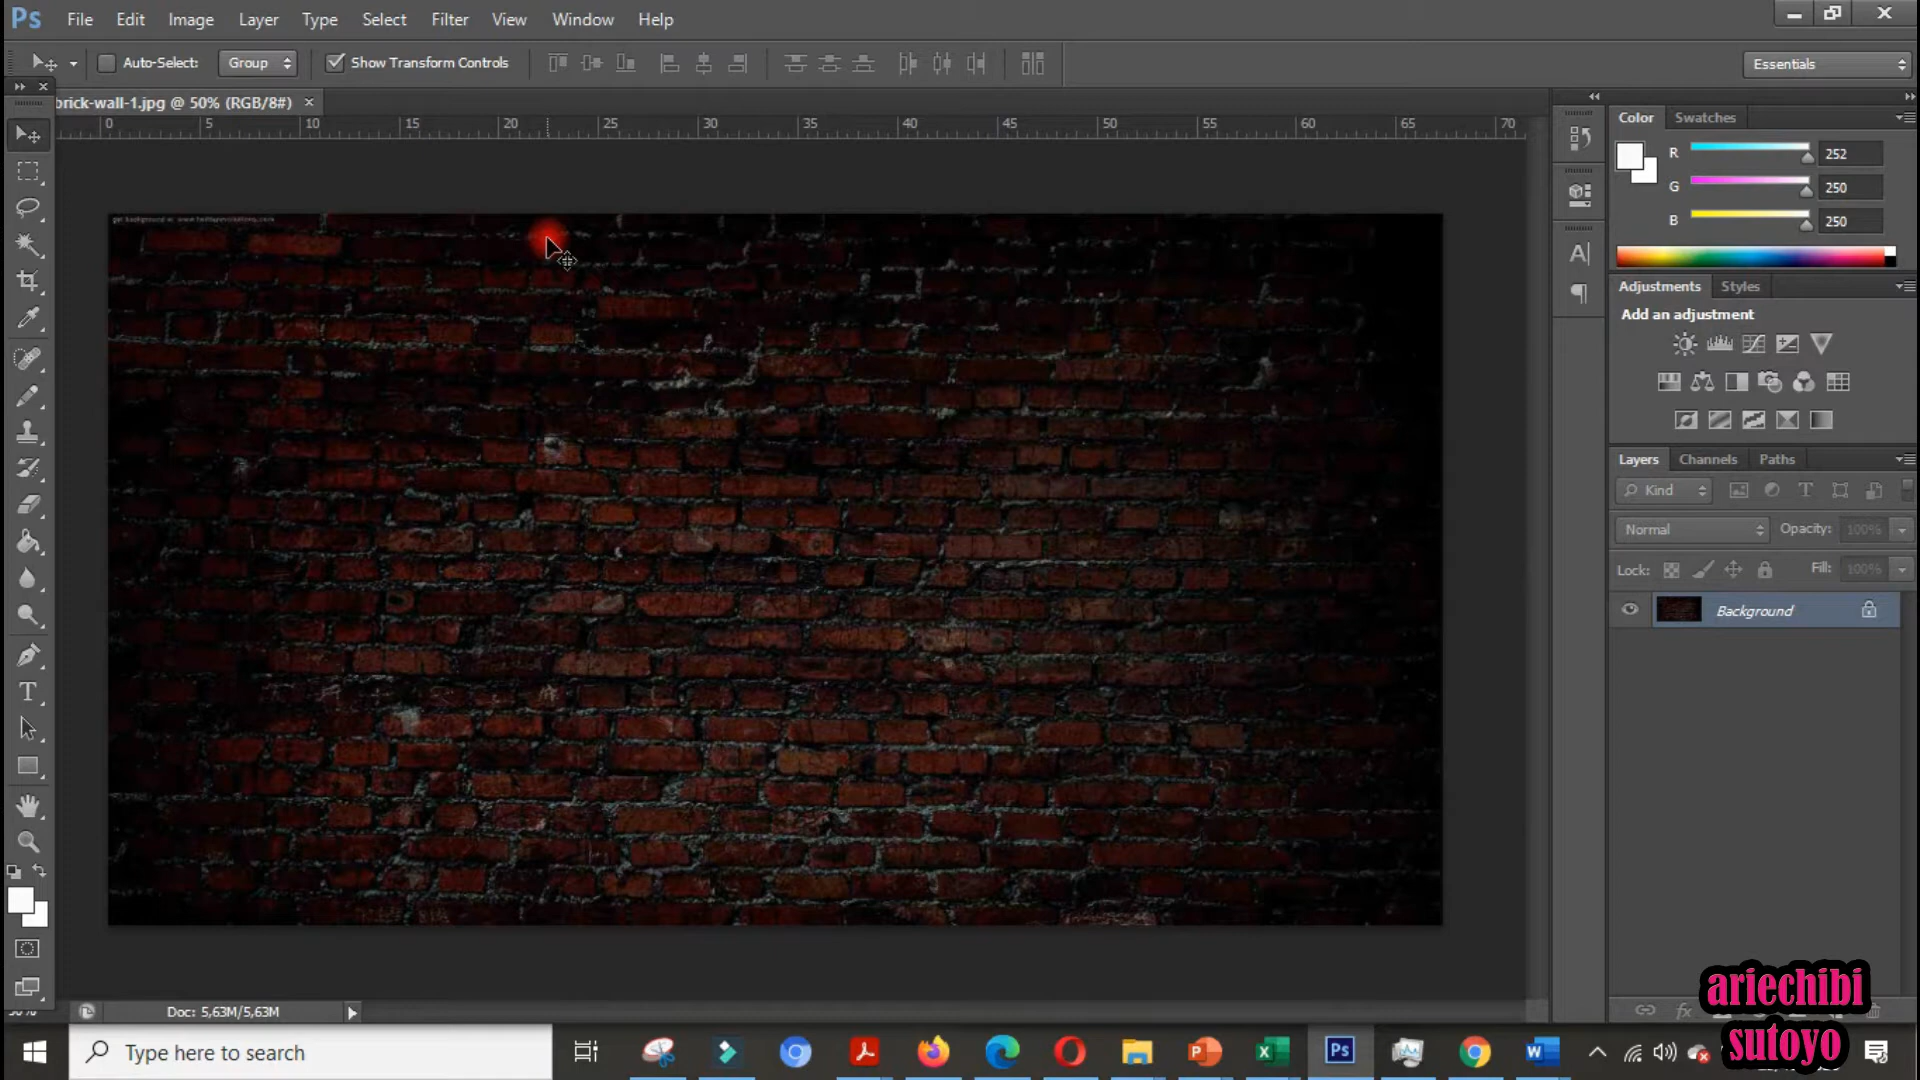 Ps File Edit Image Layer Type Select Filter View Window Help
Auto-Select: Group Show Transform Controls Essentials
brick-wall-1.jpg @ 50% (RGB/8#) ×
0 5 10 15 20 25 30 35 40 45 50 55 60 65 70
Color Swatches
R 252
G 250
B 250
Adjustments Styles
Add an adjustment
Layers Channels Paths
Kind
Normal Opacity: 100%
Lock: Fill: 100%
Background
Doc: 5,63M/5,63M
ariechibi
sutoyo
Type here to search